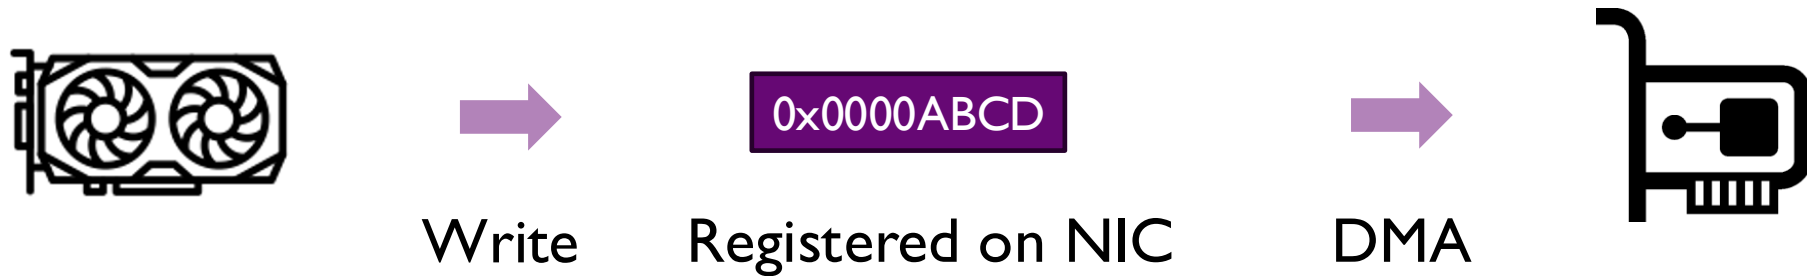 0x0000ABCD
Write Registered on NIC DMA